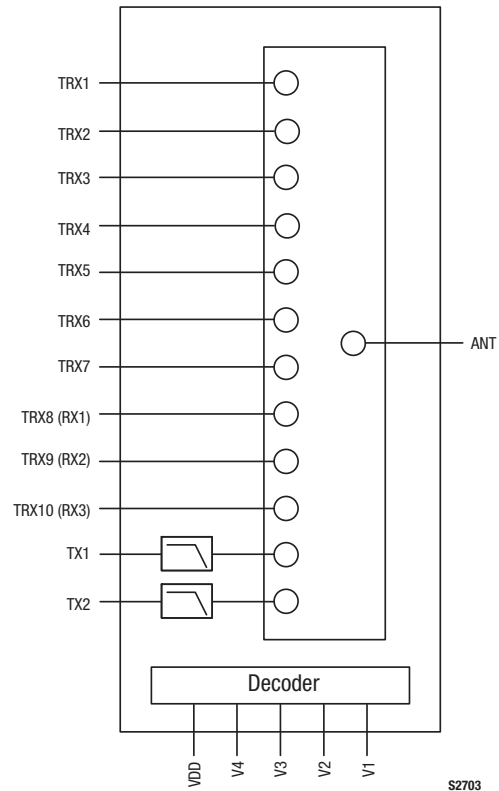 TRX1
TRX2
TRX3
TRX4
TRX5
TRX6
ANT
TRX7
TRX8 (RX1)
TRX9 (RX2)
TRX10 (RX3)
TX1
TX2
Decoder
VDD
V4
V3
V2
V1
S2703